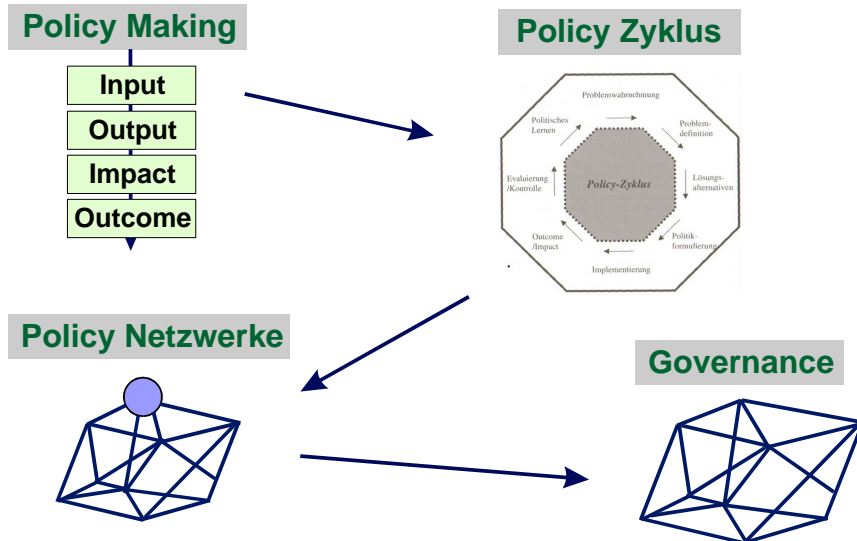 Policy Making
Input
Output
Impact
Outcome
Policy Zyklus
Problemwahrnehmung
Problem-
definition
Lösungs-
alternativen
Politik-
formulierung
Implementierung
Outcome
/Impact
Evaluierung
/Kontrolle
Politisches
Lernen
Policy-Zyklus
Policy Netzwerke
Governance